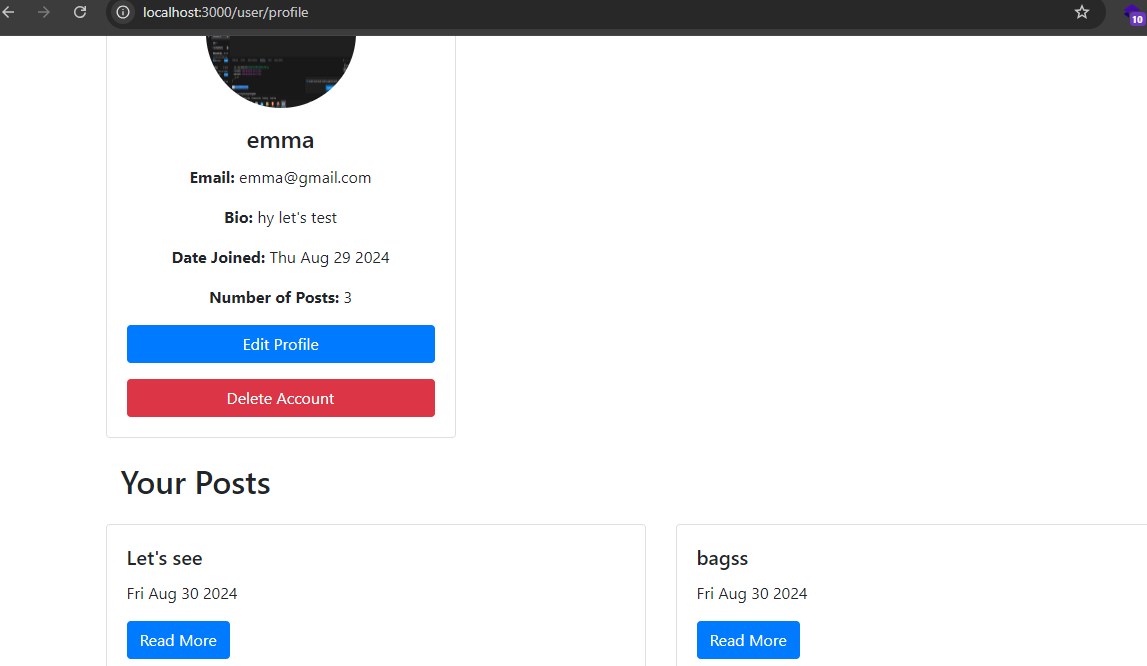 localhost:3000/user/profile
10
emma
Email: emma@gmail.com
Bio: hy let's test
Date Joined: Thu Aug 29 2024
Number of Posts: 3
Edit Profile
Delete Account
Your Posts
Let's see
Fri Aug 30 2024
Read More
bagss
Fri Aug 30 2024
Read More